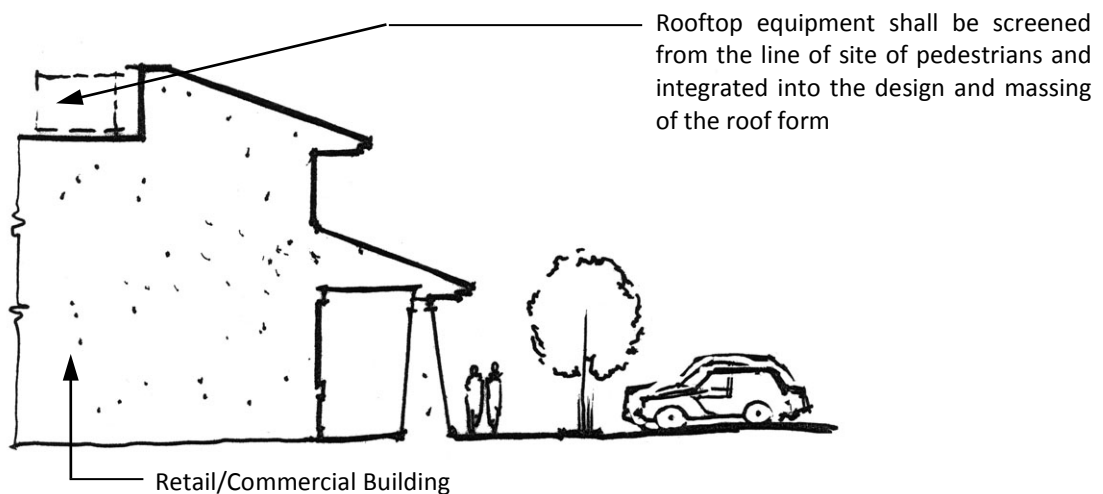 Rooftop equipment shall be screened
from the line of site of pedestrians and
integrated into the design and massing
of the roof form
Retail/Commercial Building